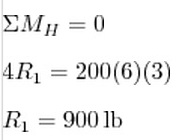 ΣM_H = 0
4R_1 = 200(6)(3)
R_1 = 900 lb